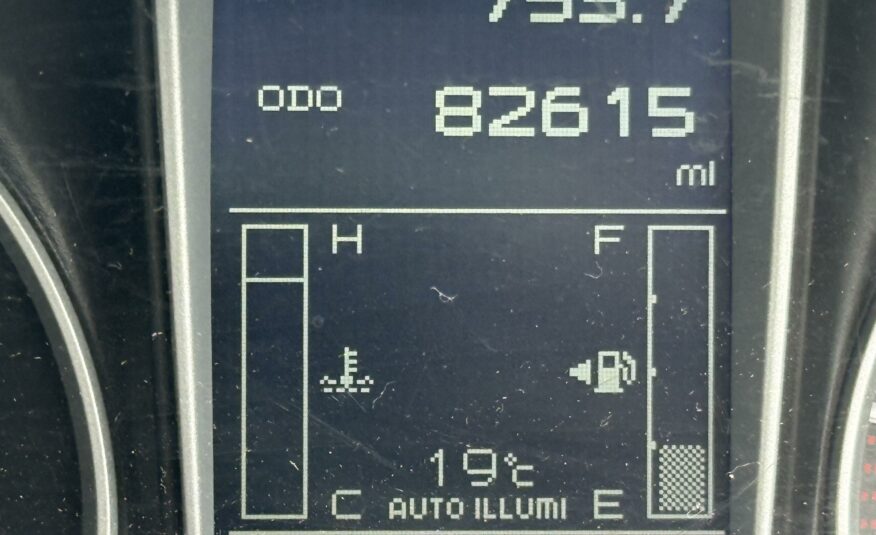 ODO 82615
ml
H F
19°C
C AUTO ILLUMI E